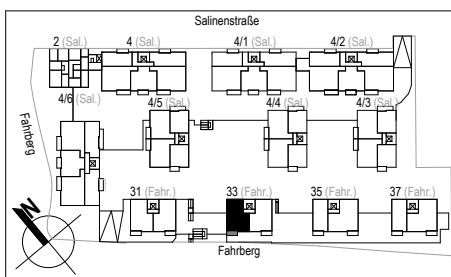 Salinenstraße
2 (Sal.) 4 (Sal.) 4/1 (Sal.) 4/2 (Sal.)
4/6 (Sal.) 4/5 (Sal.) 4/4 (Sal.) 4/3 (Sal.)
Fahrberg
31 (Fahr.) 33 (Fahr.) 35 (Fahr.) 37 (Fahr.)
N
Fahrberg